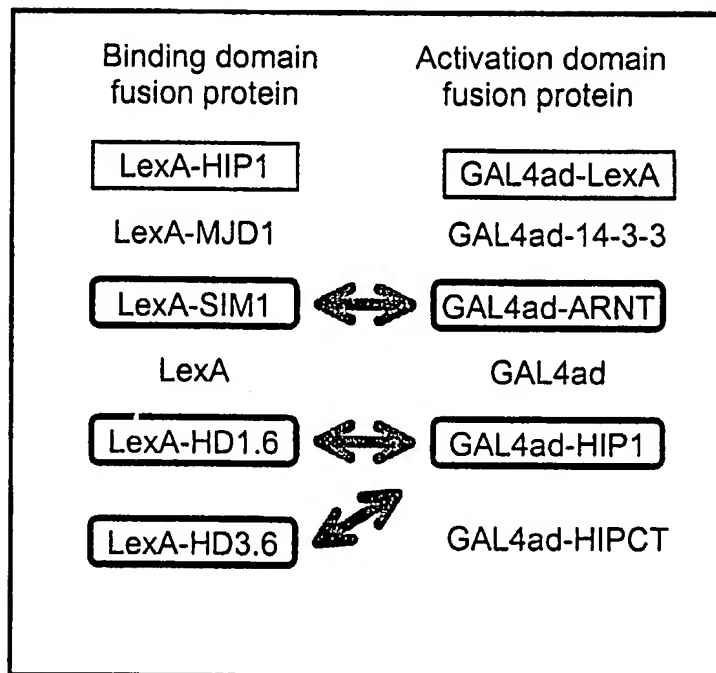 Binding domain
fusion protein
Activation domain
fusion protein
LexA-HIP1
GAL4ad-LexA
LexA-MJD1
GAL4ad-14-3-3
LexA-SIM1
GAL4ad-ARNT
LexA
GAL4ad
LexA-HD1.6
GAL4ad-HIP1
LexA-HD3.6
GAL4ad-HIPCT